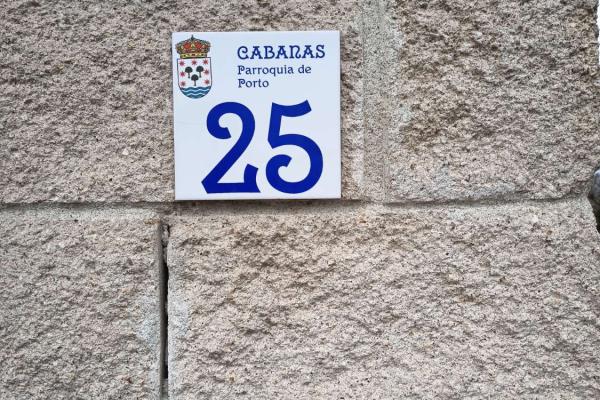 CABANAS
Parroquia de
Porto
25